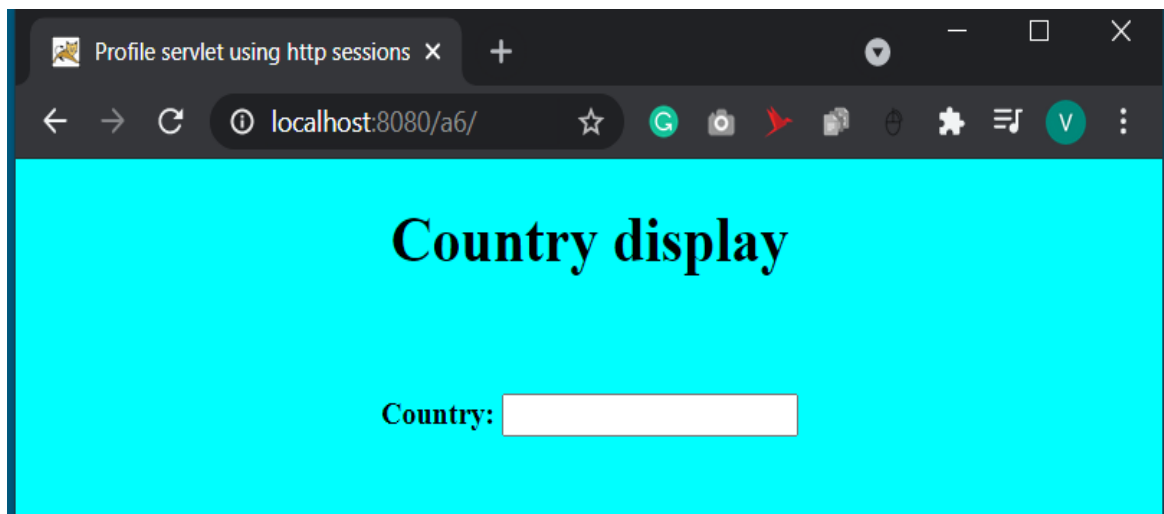 Profile servlet using http sessions
localhost:8080/a6/
G
V
Country display
Country: